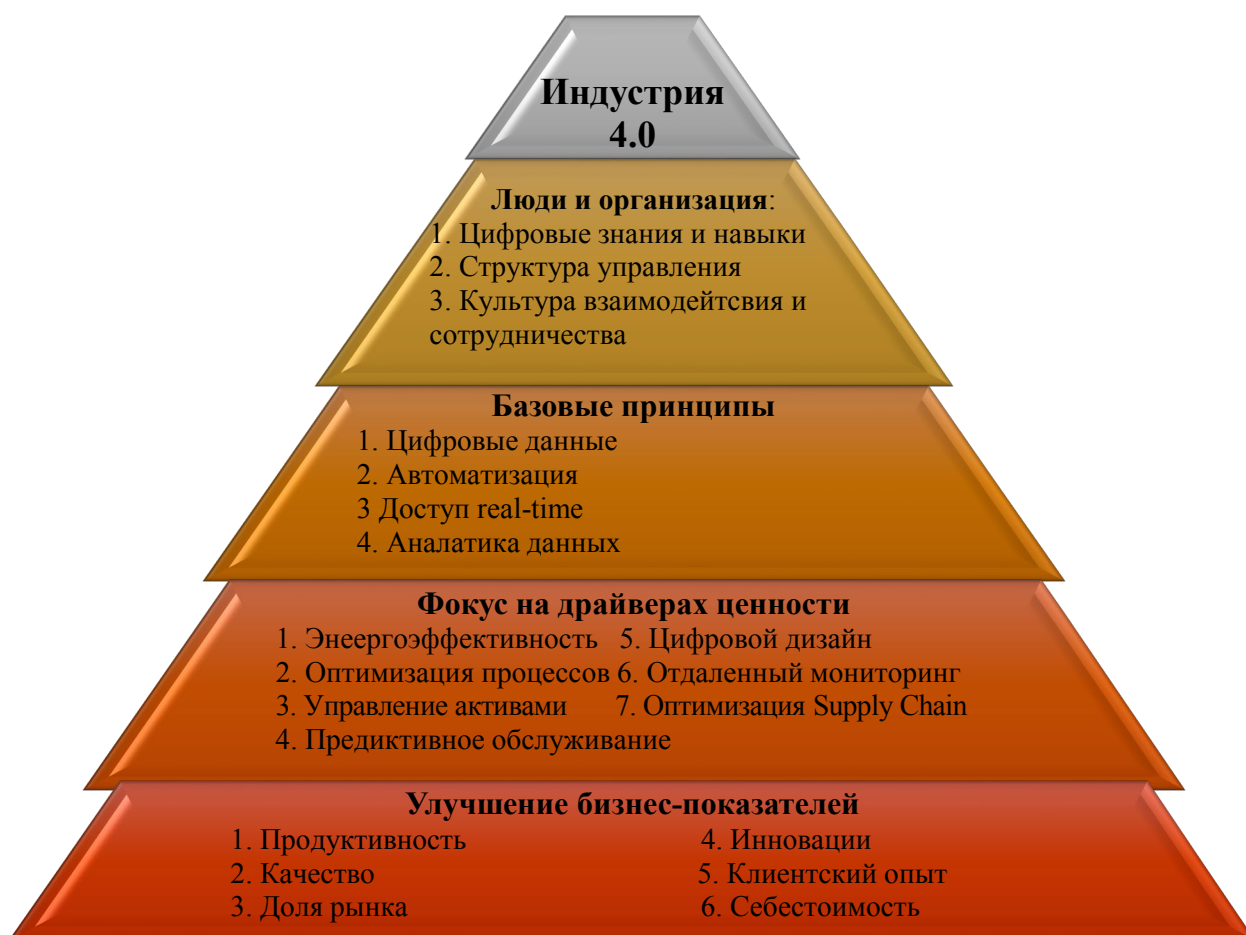 Индустрия
4.0
Люди и организация:
1. Цифровые знания и навыки
2. Структура управления
3. Культура взаимодейтсвия и
сотрудничества
Базовые принципы
1. Цифровые данные
2. Автоматизация
3 Доступ real-time
4. Аналатика данных
Фокус на драйверах ценности
1. Энеергоэффективность 5. Цифровой дизайн
2. Оптимизация процессов 6. Отдаленный мониторинг
3. Управление активами 7. Оптимизация Supply Chain
4. Предиктивное обслуживание
Улучшение бизнес-показателей
1. Продуктивность 4. Инновации
2. Качество 5. Клиентский опыт
3. Доля рынка 6. Себестоимость